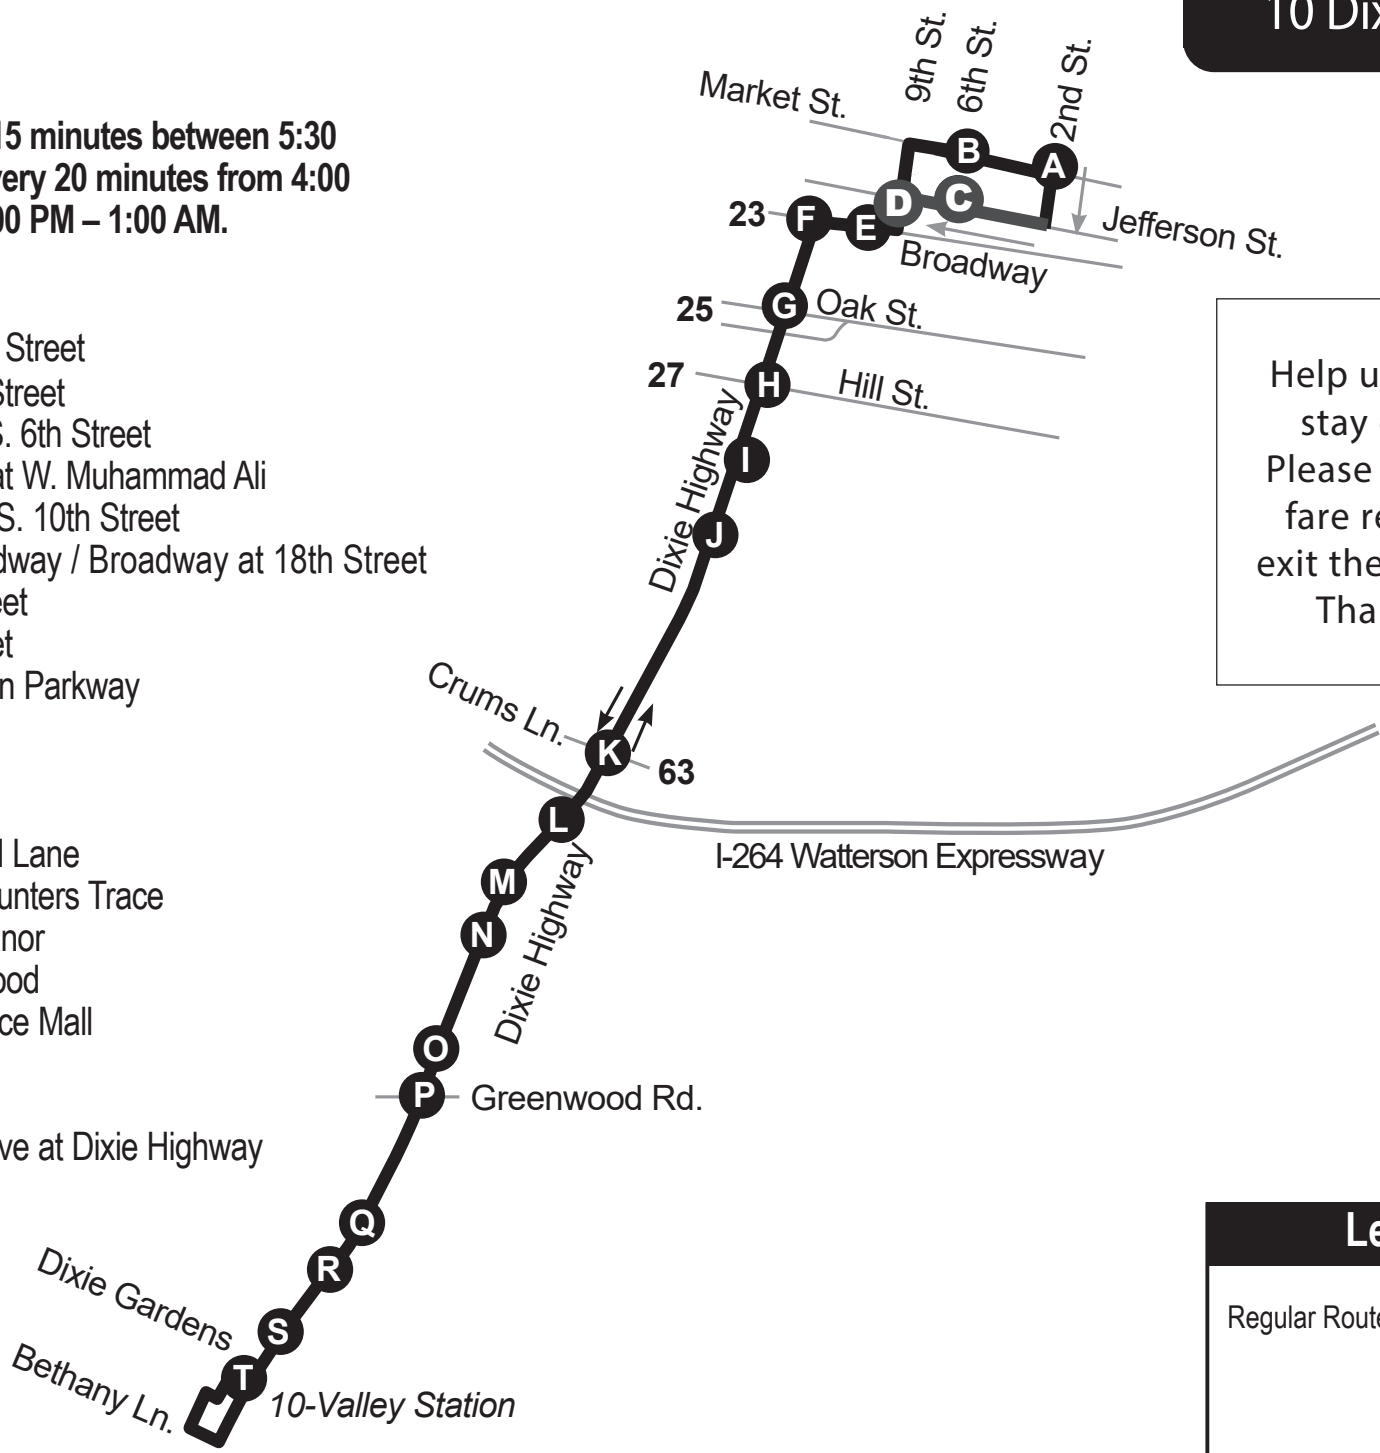 10 Dix
15 minutes between 5:30
very 20 minutes from 4:00
00 PM – 1:00 AM.
Street
Street
S. 6th Street
at W. Muhammad Ali
S. 10th Street
dway / Broadway at 18th Street
eet
et
n Parkway
l Lane
unters Trace
nor
ood
ce Mall
ve at Dixie Highway
9th St.
6th St.
2nd St.
Market St.
B
A
D
C
Jefferson St.
23
F
E
Broadway
25
G
Oak St.
27
H
Hill St.
Dixie Highway
I
J
Crums Ln.
K
63
L
I-264 Watterson Expressway
M
N
Dixie Highway
O
P
Greenwood Rd.
Q
R
Dixie Gardens
S
Bethany Ln.
T
10-Valley Station
Help u
stay
Please
fare re
exit the
Tha
Le
Regular Route